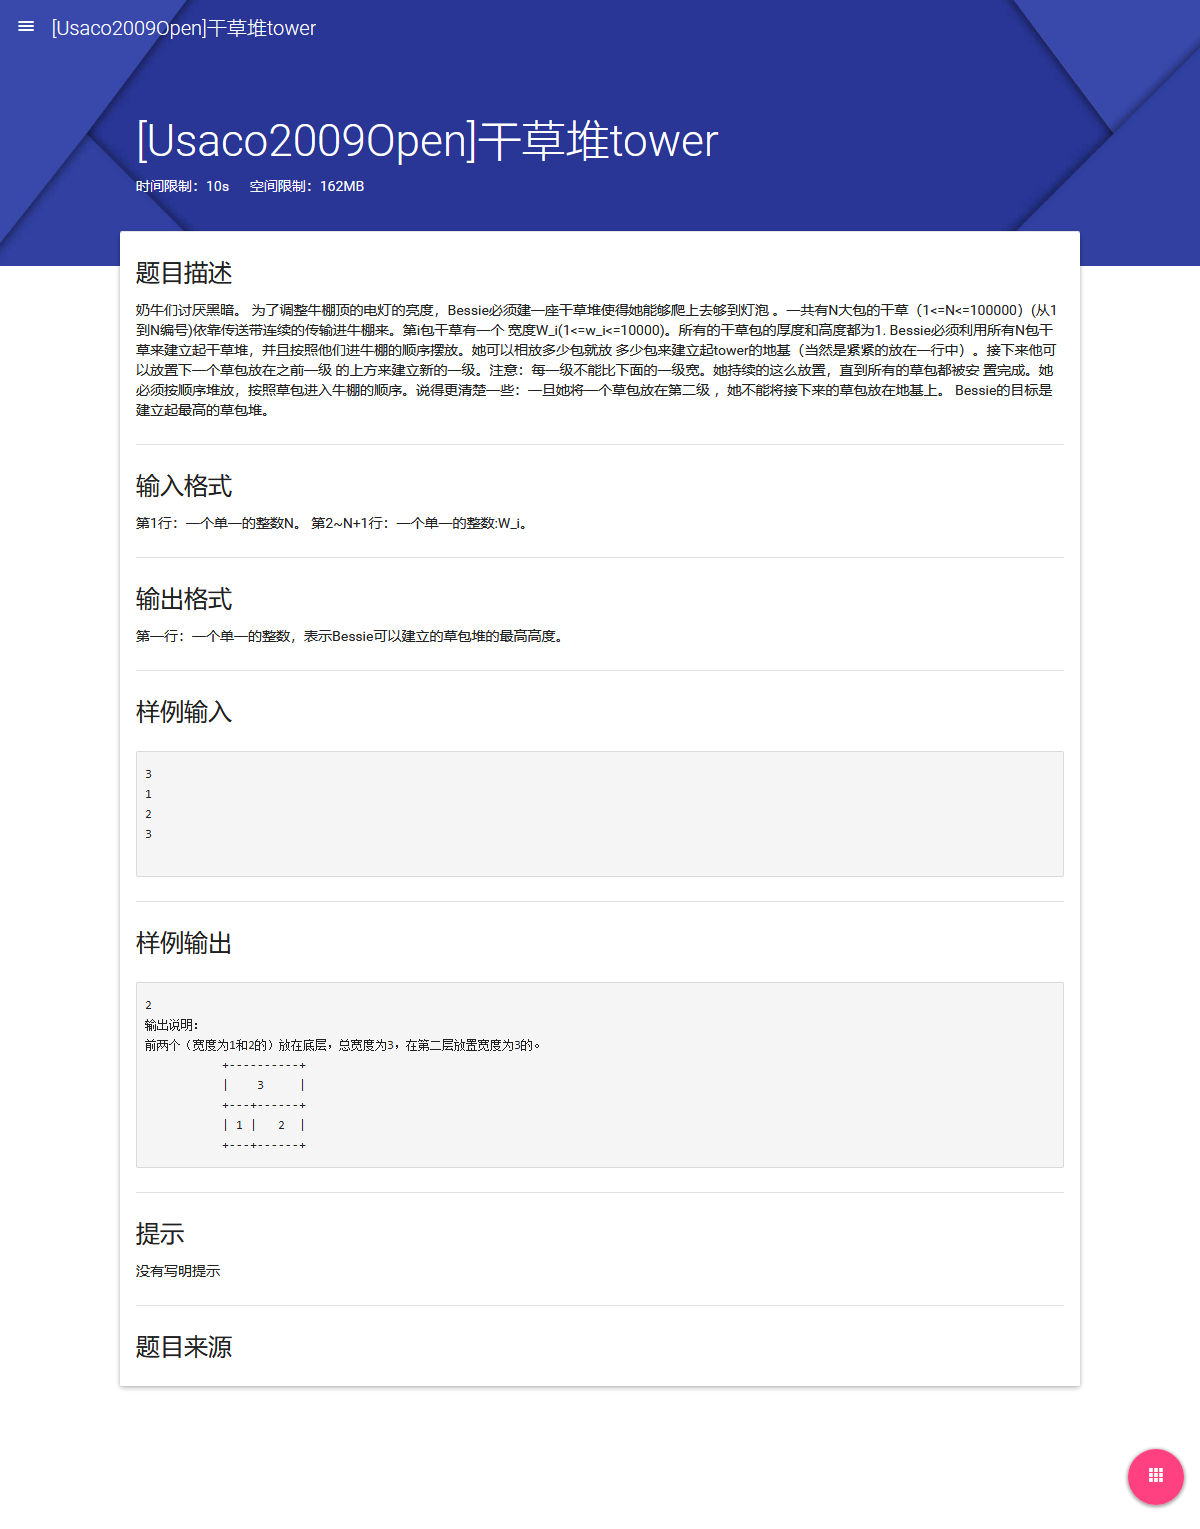 [Usaco2009Open]干草堆tower
[Usaco2009Open]干草堆tower
时间限制：10s 空间限制：162MB
题目描述
奶牛们讨厌黑暗。 为了调整牛棚顶的电灯的亮度，Bessie必须建一座干草堆使得她能够爬上去够到灯泡 。一共有N大包的干草（1<=N<=100000）(从1
到N编号)依靠传送带连续的传输进牛棚来。第i包干草有一个 宽度W_i(1<=w_i<=10000)。所有的干草包的厚度和高度都为1. Bessie必须利用所有N包干
草来建立起干草堆，并且按照他们进牛棚的顺序摆放。她可以相放多少包就放 多少包来建立起tower的地基（当然是紧紧的放在一行中）。接下来他可
以放置下一个草包放在之前一级 的上方来建立新的一级。注意：每一级不能比下面的一级宽。她持续的这么放置，直到所有的草包都被安 置完成。她
必须按顺序堆放，按照草包进入牛棚的顺序。说得更清楚一些：一旦她将一个草包放在第二级 ，她不能将接下来的草包放在地基上。 Bessie的目标是
建立起最高的草包堆。
输入格式
第1行：一个单一的整数N。 第2~N+1行：一个单一的整数:W_i。
输出格式
第一行：一个单一的整数，表示Bessie可以建立的草包堆的最高高度。
样例输入
3
1
2
3
样例输出
2
输出说明：
前两个（宽度为1和2的）放在底层，总宽度为3，在第二层放置宽度为3的。
+----------+
|    3     |
+---+------+
| 1 |   2  |
+---+------+
提示
没有写明提示
题目来源